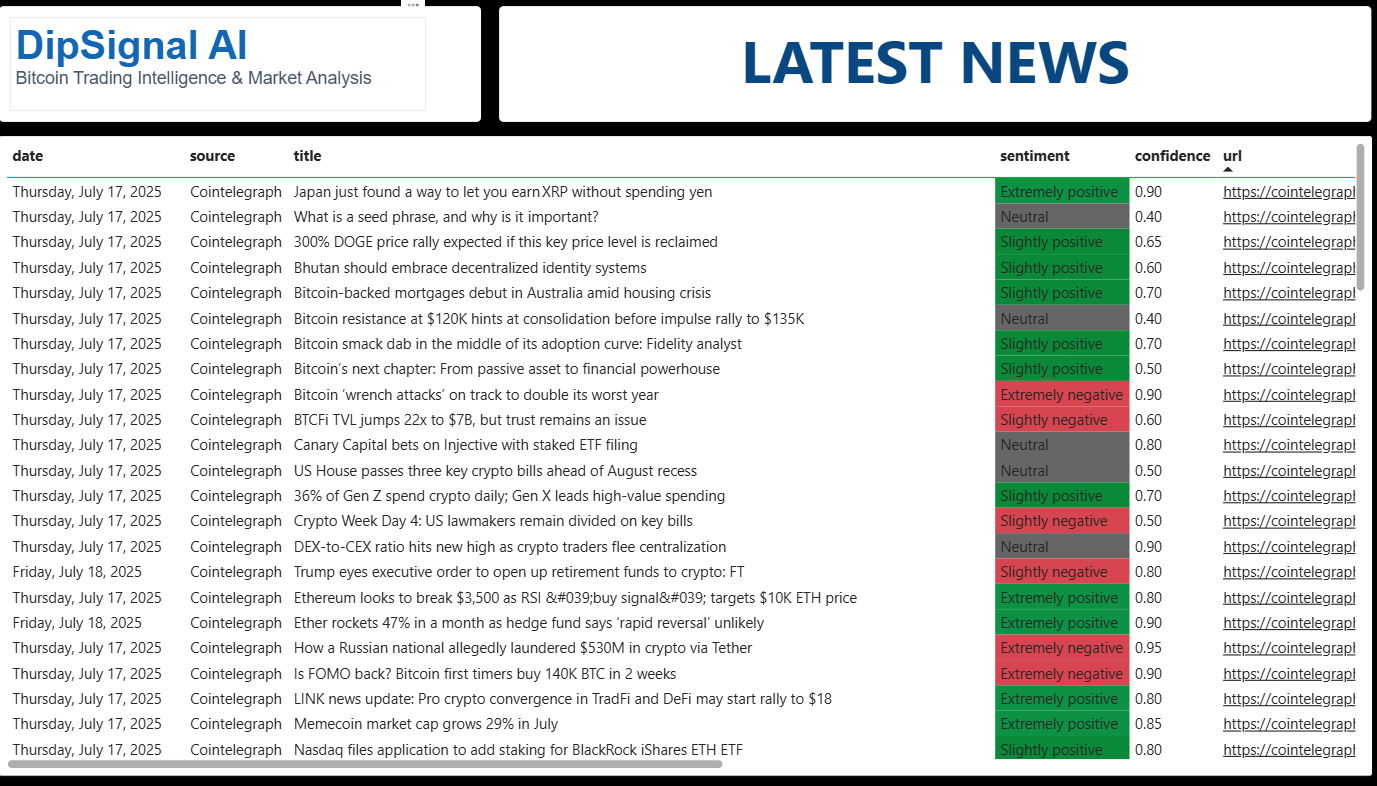 DipSignal AI
Bitcoin Trading Intelligence & Market Analysis
LATEST NEWS
date source title sentiment confidence url
Thursday, July 17, 2025 Cointelegraph Japan just found a way to let you earn XRP without spending yen Extremely positive 0.90 https://cointelegraph
Thursday, July 17, 2025 Cointelegraph What is a seed phrase, and why is it important? Neutral 0.40 https://cointelegraph
Thursday, July 17, 2025 Cointelegraph 300% DOGE price rally expected if this key price level is reclaimed Slightly positive 0.65 https://cointelegraph
Thursday, July 17, 2025 Cointelegraph Bhutan should embrace decentralized identity systems Slightly positive 0.60 https://cointelegraph
Thursday, July 17, 2025 Cointelegraph Bitcoin-backed mortgages debut in Australia amid housing crisis Slightly positive 0.70 https://cointelegraph
Thursday, July 17, 2025 Cointelegraph Bitcoin resistance at $120K hints at consolidation before impulse rally to $135K Neutral 0.40 https://cointelegraph
Thursday, July 17, 2025 Cointelegraph Bitcoin smack dab in the middle of its adoption curve: Fidelity analyst Slightly positive 0.70 https://cointelegraph
Thursday, July 17, 2025 Cointelegraph Bitcoin's next chapter: From passive asset to financial powerhouse Slightly positive 0.50 https://cointelegraph
Thursday, July 17, 2025 Cointelegraph Bitcoin 'wrench attacks' on track to double its worst year Extremely negative 0.90 https://cointelegraph
Thursday, July 17, 2025 Cointelegraph BTCFi TVL jumps 22x to $7B, but trust remains an issue Slightly negative 0.60 https://cointelegraph
Thursday, July 17, 2025 Cointelegraph Canary Capital bets on Injective with staked ETF filing Neutral 0.80 https://cointelegraph
Thursday, July 17, 2025 Cointelegraph US House passes three key crypto bills ahead of August recess Neutral 0.50 https://cointelegraph
Thursday, July 17, 2025 Cointelegraph 36% of Gen Z spend crypto daily; Gen X leads high-value spending Slightly positive 0.70 https://cointelegraph
Thursday, July 17, 2025 Cointelegraph Crypto Week Day 4: US lawmakers remain divided on key bills Slightly negative 0.50 https://cointelegraph
Thursday, July 17, 2025 Cointelegraph DEX-to-CEX ratio hits new high as crypto traders flee centralization Neutral 0.90 https://cointelegraph
Friday, July 18, 2025 Cointelegraph Trump eyes executive order to open up retirement funds to crypto: FT Slightly negative 0.80 https://cointelegraph
Thursday, July 17, 2025 Cointelegraph Ethereum looks to break $3,500 as RSI &#039;buy signal&#039; targets $10K ETH price Extremely positive 0.80 https://cointelegraph
Friday, July 18, 2025 Cointelegraph Ether rockets 47% in a month as hedge fund says 'rapid reversal' unlikely Extremely positive 0.90 https://cointelegraph
Thursday, July 17, 2025 Cointelegraph How a Russian national allegedly laundered $530M in crypto via Tether Extremely negative 0.95 https://cointelegraph
Thursday, July 17, 2025 Cointelegraph Is FOMO back? Bitcoin first timers buy 140K BTC in 2 weeks Extremely negative 0.90 https://cointelegraph
Thursday, July 17, 2025 Cointelegraph LINK news update: Pro crypto convergence in TradFi and DeFi may start rally to $18 Extremely positive 0.80 https://cointelegraph
Thursday, July 17, 2025 Cointelegraph Memecoin market cap grows 29% in July Extremely positive 0.85 https://cointelegraph
Thursday, July 17, 2025 Cointelegraph Nasdaq files application to add staking for BlackRock iShares ETH ETF Slightly positive 0.80 https://cointelegraph